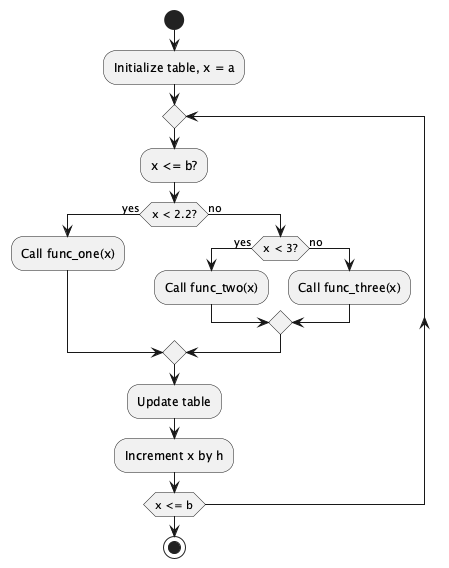 Initialize table, x = a
x <= b?
yes
x < 2.2?
no
Call func_one(x)
yes
x < 3?
no
Call func_two(x)
Call func_three(x)
Update table
Increment x by h
x <= b